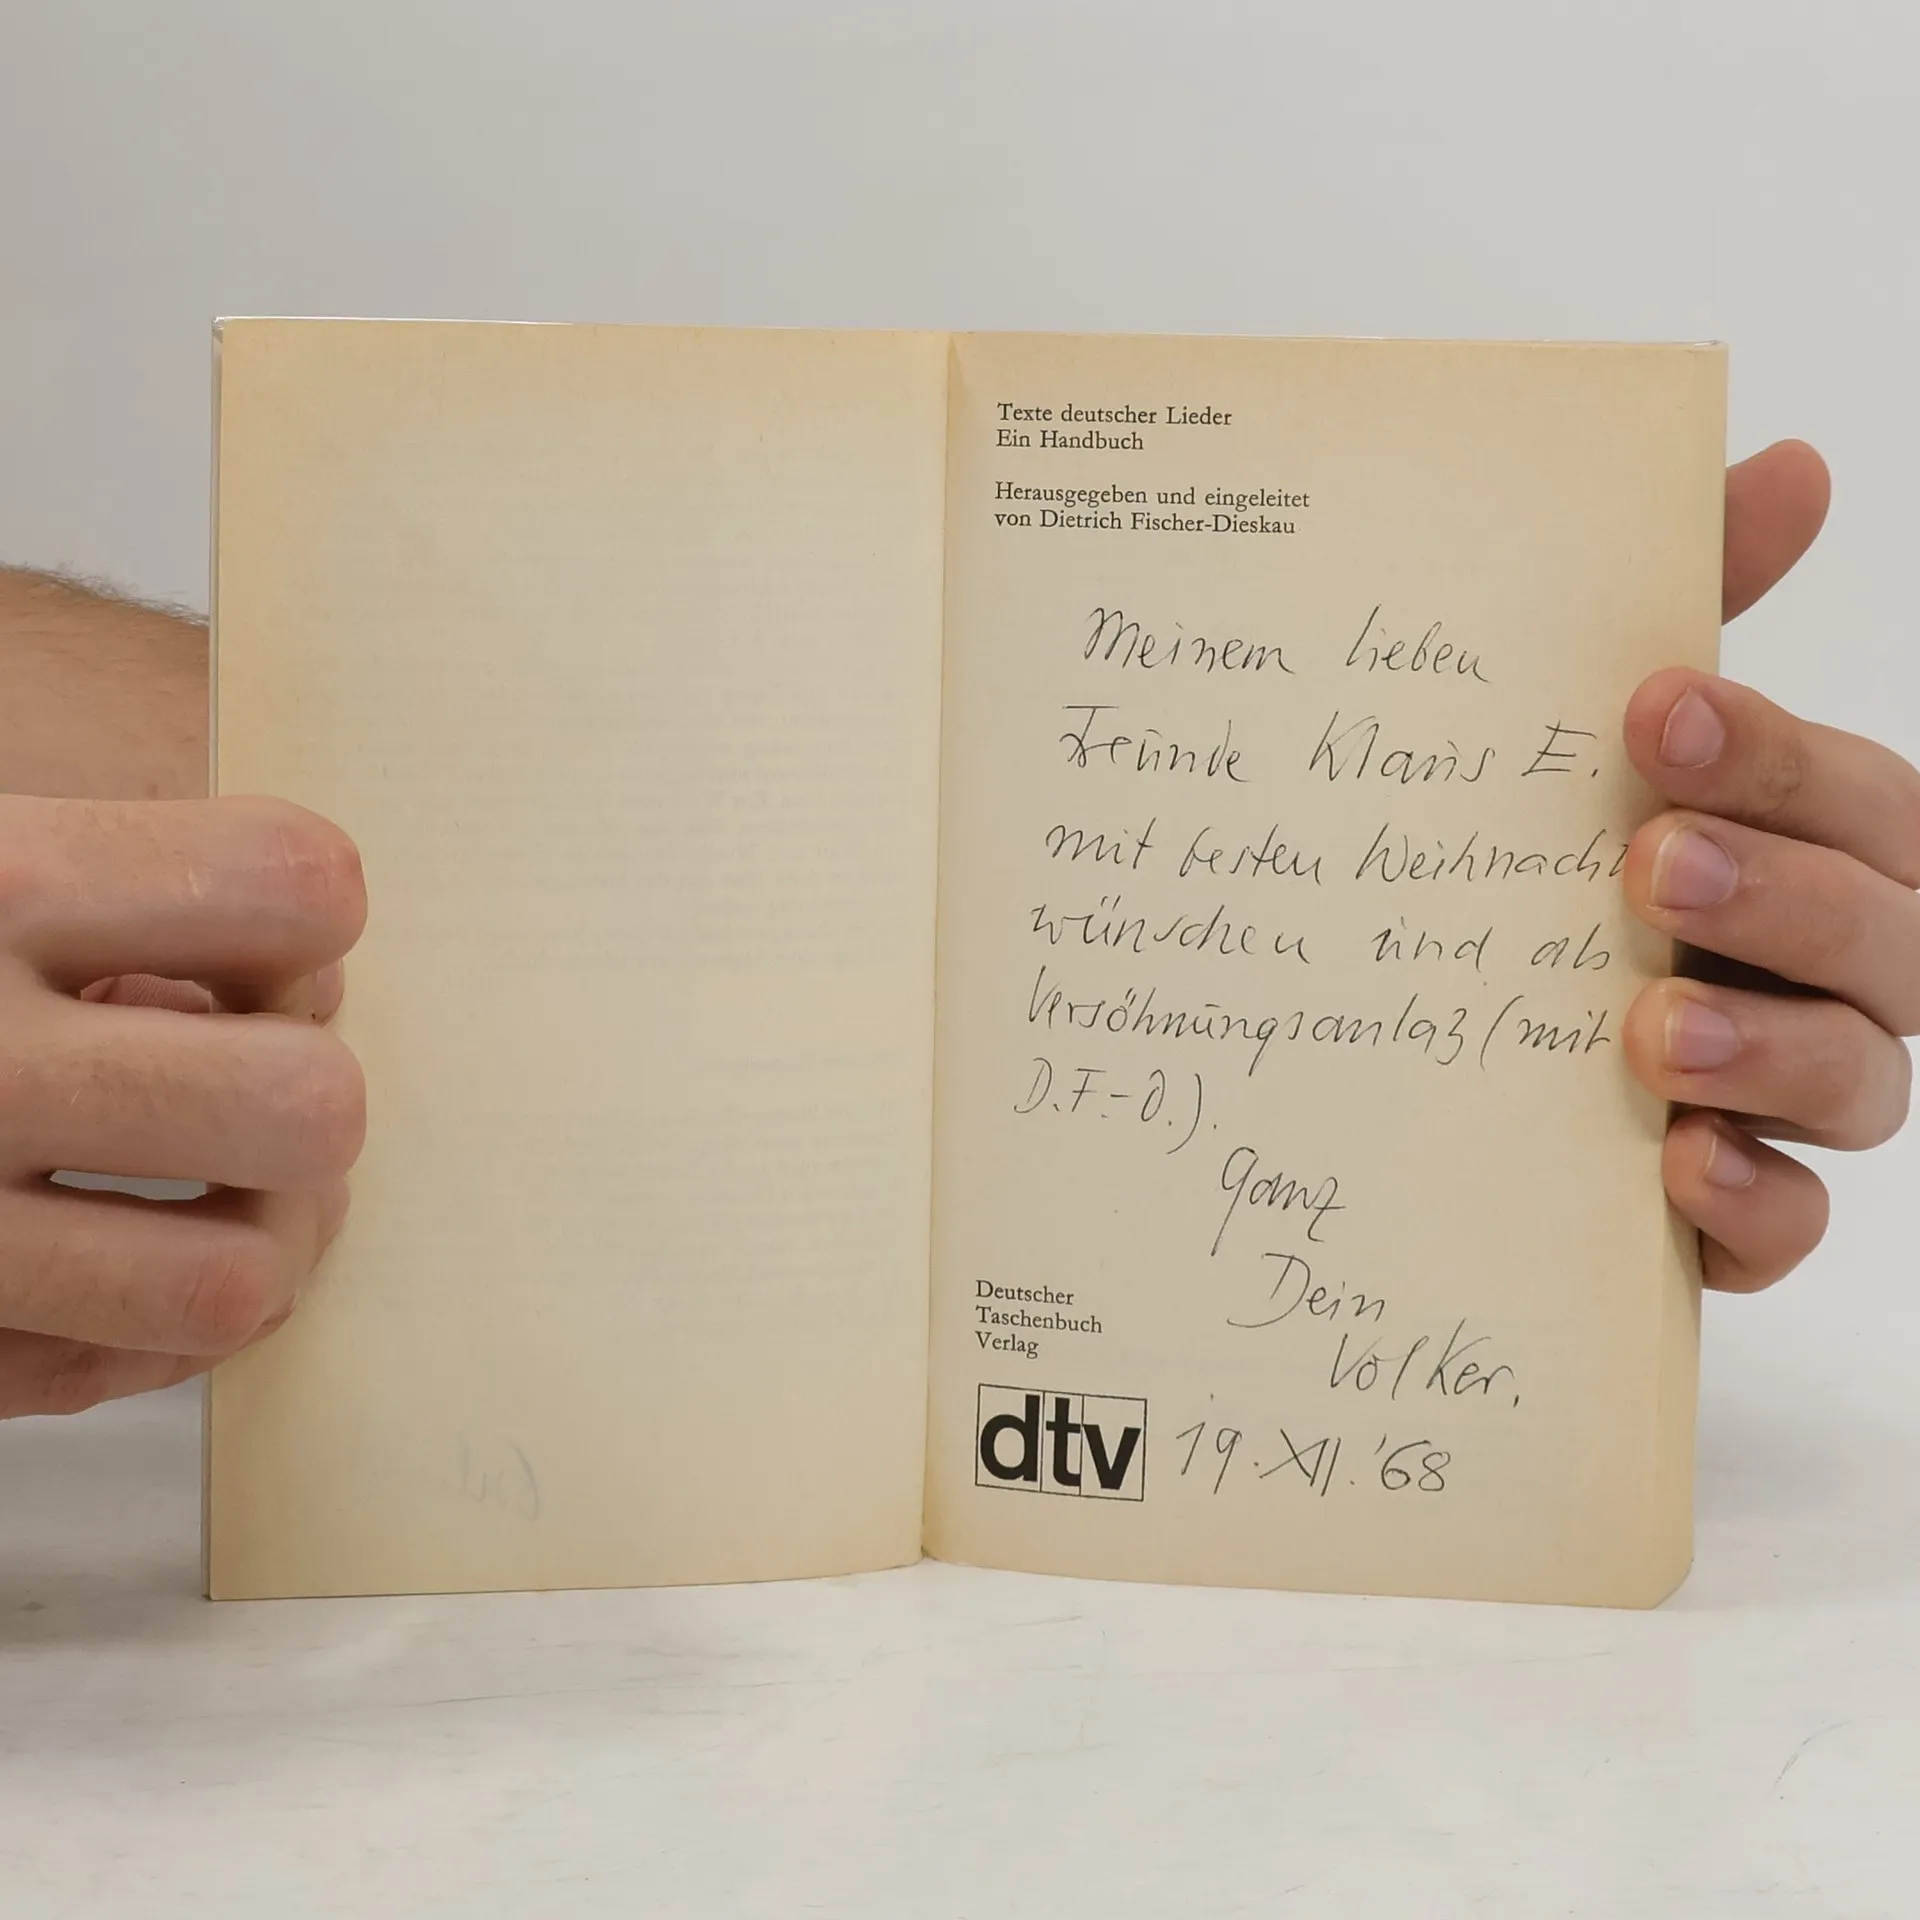 Texte deutscher Lieder
Ein Handbuch
Herausgegeben und eingeleitet
von Dietrich Fischer-Dieskau
Meinem lieben
Freunde Klaus E.
mit besten Weihnacht
wünschen und als
Versöhnungsanlaß (mit
D.F.-D.).
Ganz
Dein
Volker.
Deutscher
Taschenbuch
Verlag
dtv
19.XII.'68